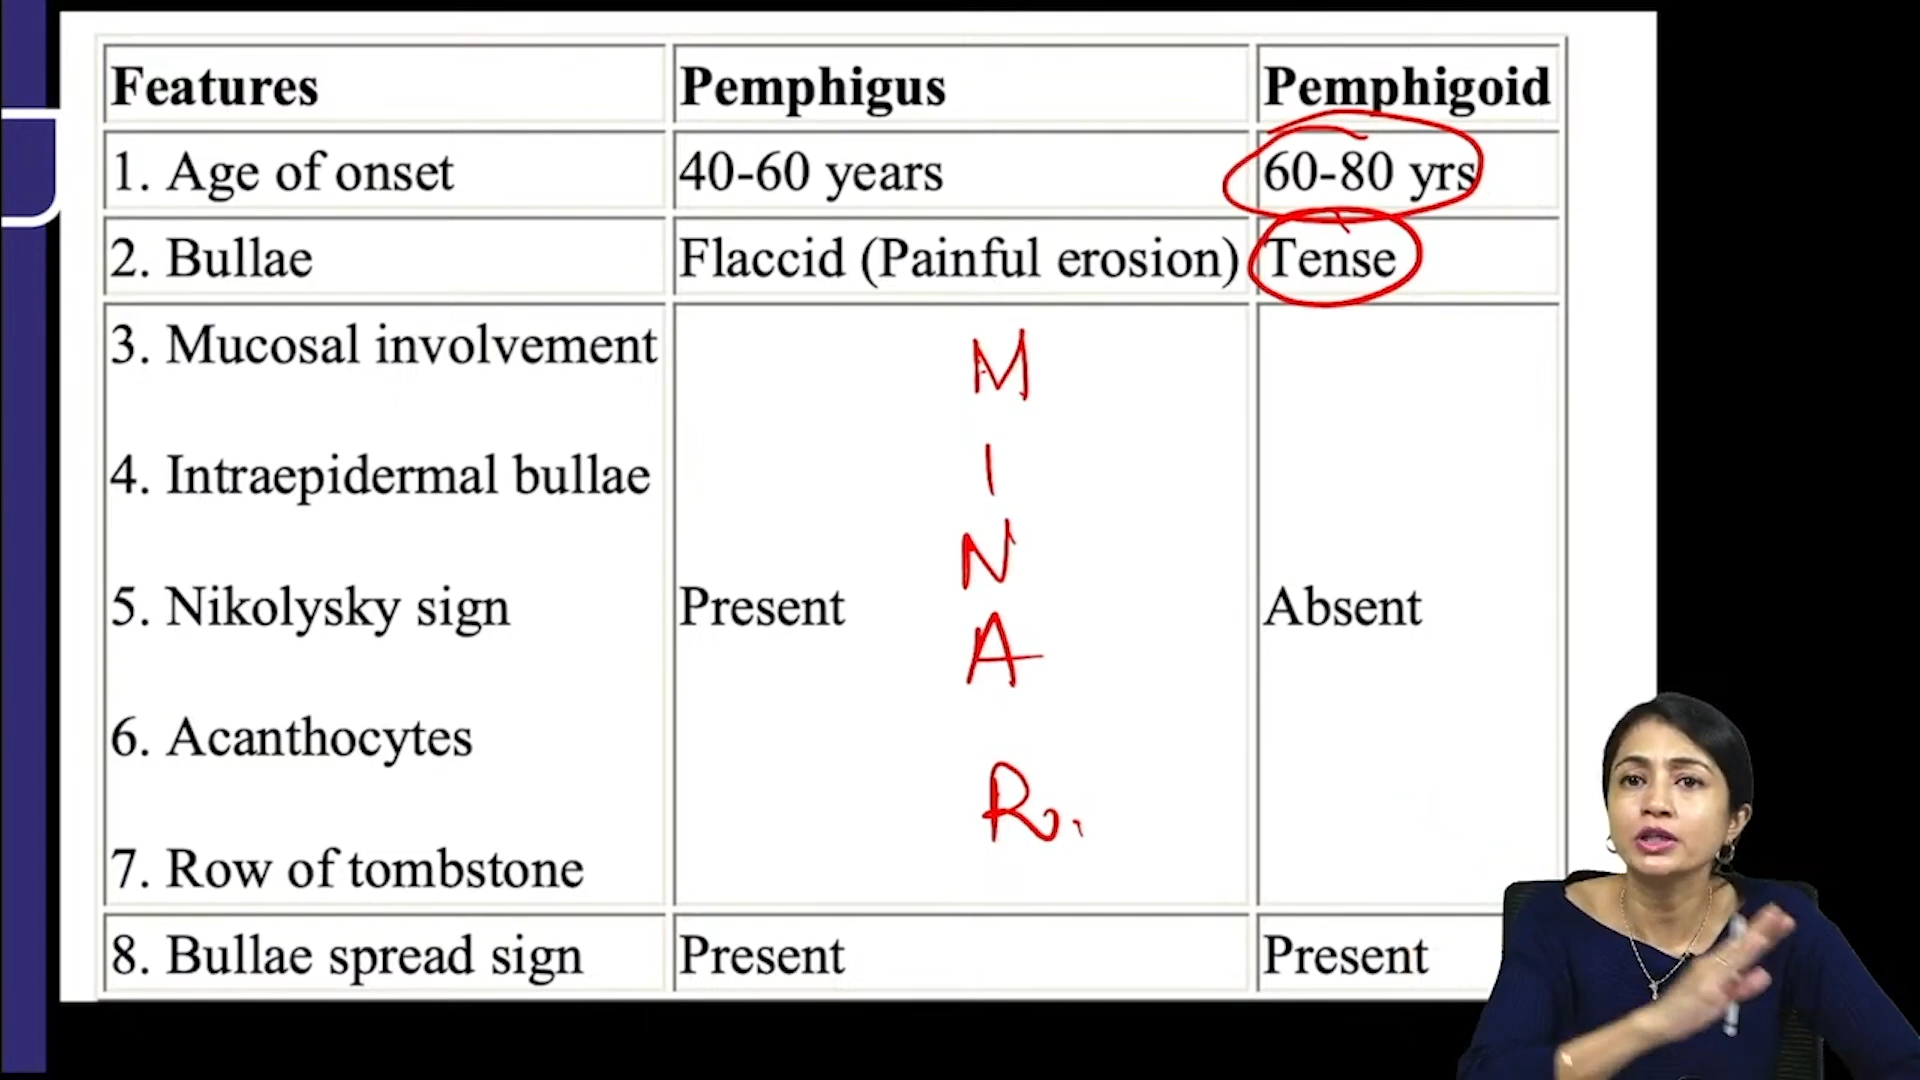 Features Pemphigus Pemphigoid
1. Age of onset 40-60 years 60-80 yrs
2. Bullae Flaccid (Painful erosion) Tense
3. Mucosal involvement M
4. Intraepidermal bullae I
N
5. Nikolysky sign Present Absent
A
6. Acanthocytes
R
7. Row of tombstone
8. Bullae spread sign Present Present